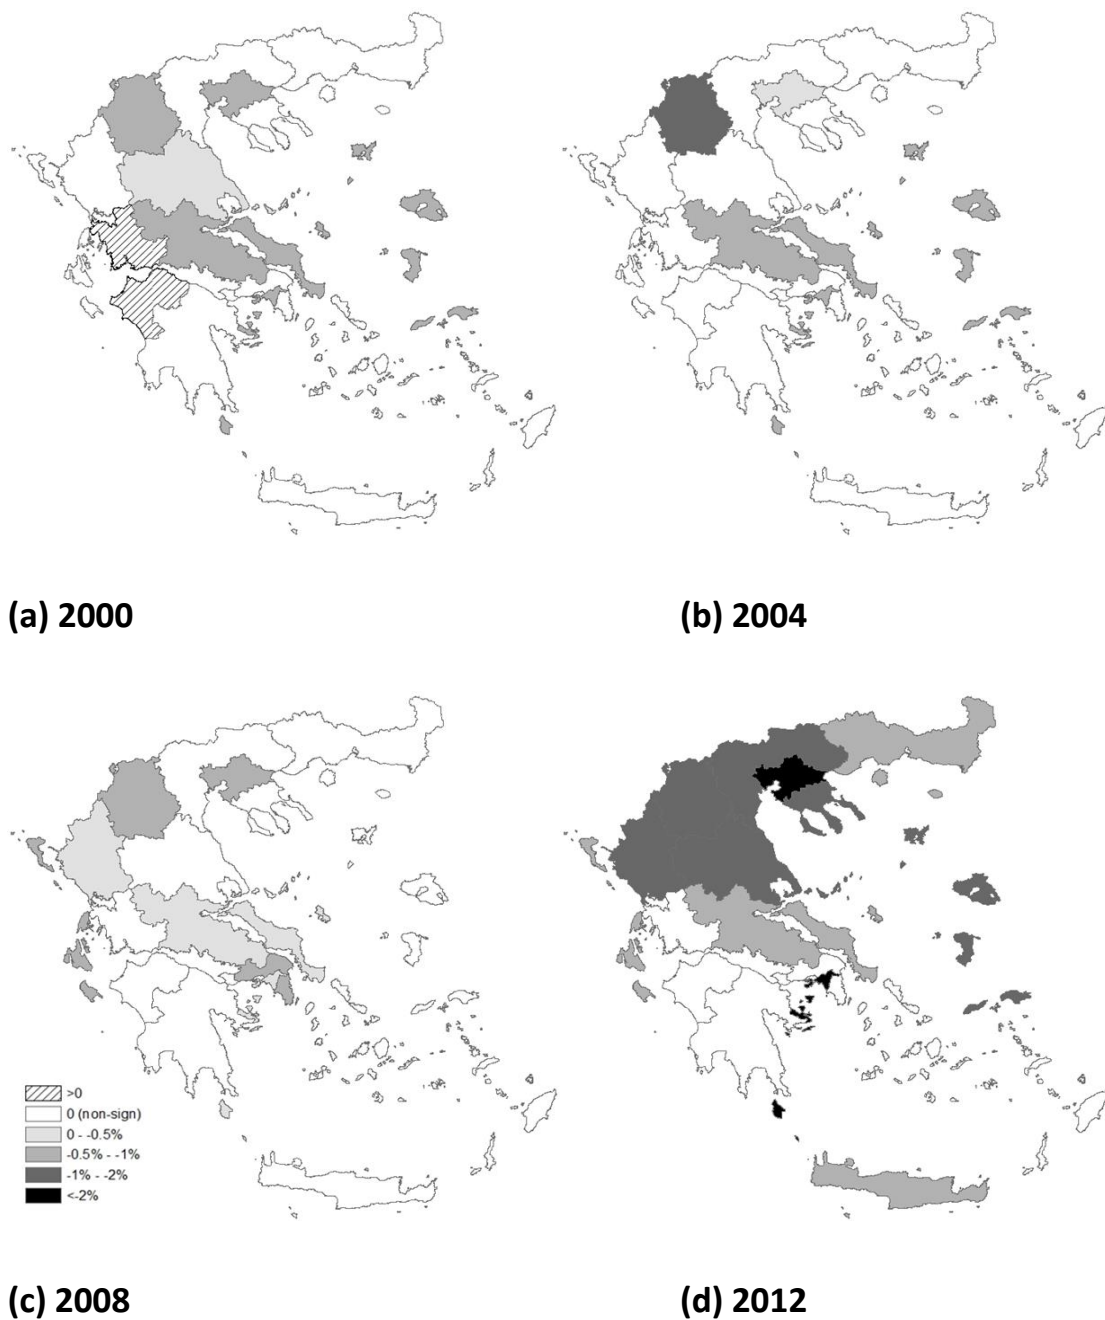 (a) 2000
(b) 2004
>0
0 (non-sign)
0 - -0.5%
-0.5% - -1%
-1% - -2%
<-2%
(c) 2008
(d) 2012